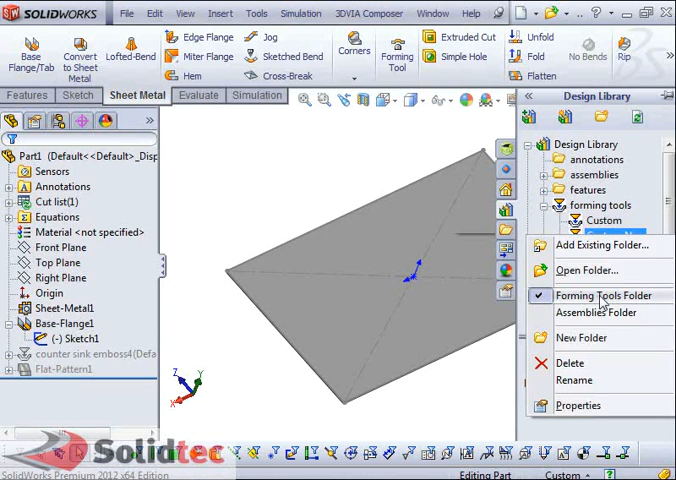 SOLIDWORKS File Edit View Insert Tools Simulation 3DVIA Composer Window Help
Base Flange/Tab
Convert to Sheet Metal
Lofted-Bend
Edge Flange
Miter Flange
Hem
Jog
Sketched Bend
Cross-Break
Corners
Forming Tool
Extruded Cut
Simple Hole
Unfold
Fold
Flatten
No Bends
Rip
Features Sketch Sheet Metal Evaluate Simulation
Part1 (Default<<Default>_Disp
Sensors
Annotations
Cut list(1)
Equations
Material <not specified>
Front Plane
Top Plane
Right Plane
Origin
Sheet-Metal1
Base-Flange1
(-) Sketch1
counter sink emboss4(Defau
Flat-Pattern1
Z Y
X
Design Library
Design Library
annotations
assemblies
features
forming tools
Custom
Add Existing Folder...
Open Folder...
Forming Tools Folder
Assemblies Folder
New Folder
Delete
Rename
Properties
Solidtec
SolidWorks Premium 2012 x64 Edition Editing Part Custom